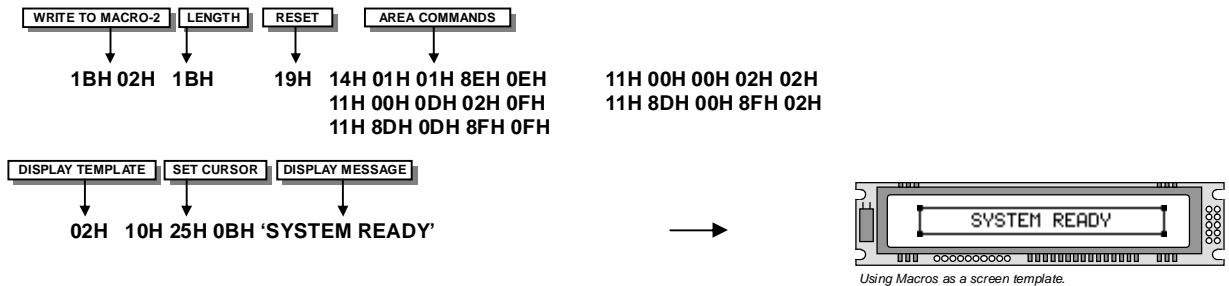 WRITE TO MACRO-2 LENGTH RESET AREA COMMANDS
1BH 02H 1BH 19H 14H 01H 01H 8EH 0EH 11H 00H 00H 02H 02H
11H 00H 0DH 02H 0FH 11H 8DH 00H 8FH 02H
11H 8DH 0DH 8FH 0FH
DISPLAY TEMPLATE SET CURSOR DISPLAY MESSAGE
02H 10H 25H 0BH ‘SYSTEM READY’
SYSTEM READY
Using Macros as a screen template.